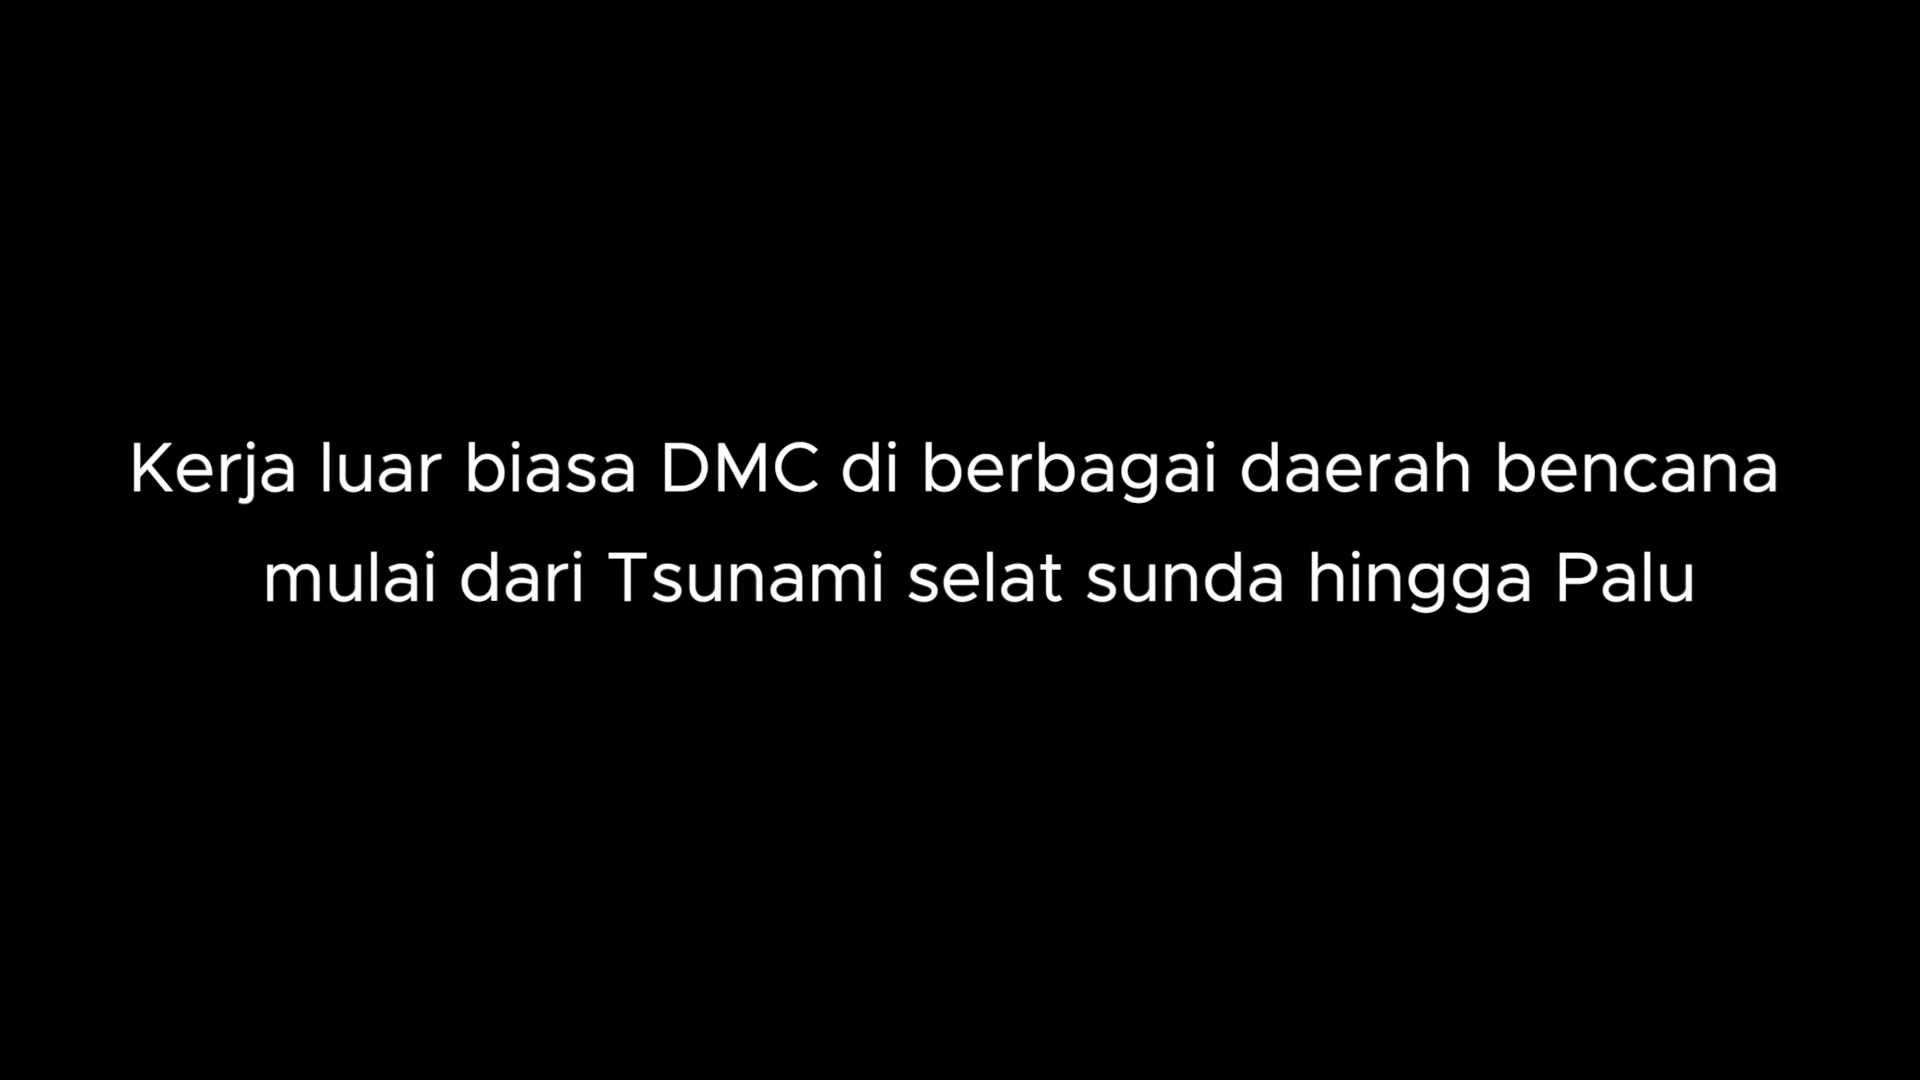 Kerja luar biasa DMC di berbagai daerah bencana
mulai dari Tsunami selat sunda hingga Palu